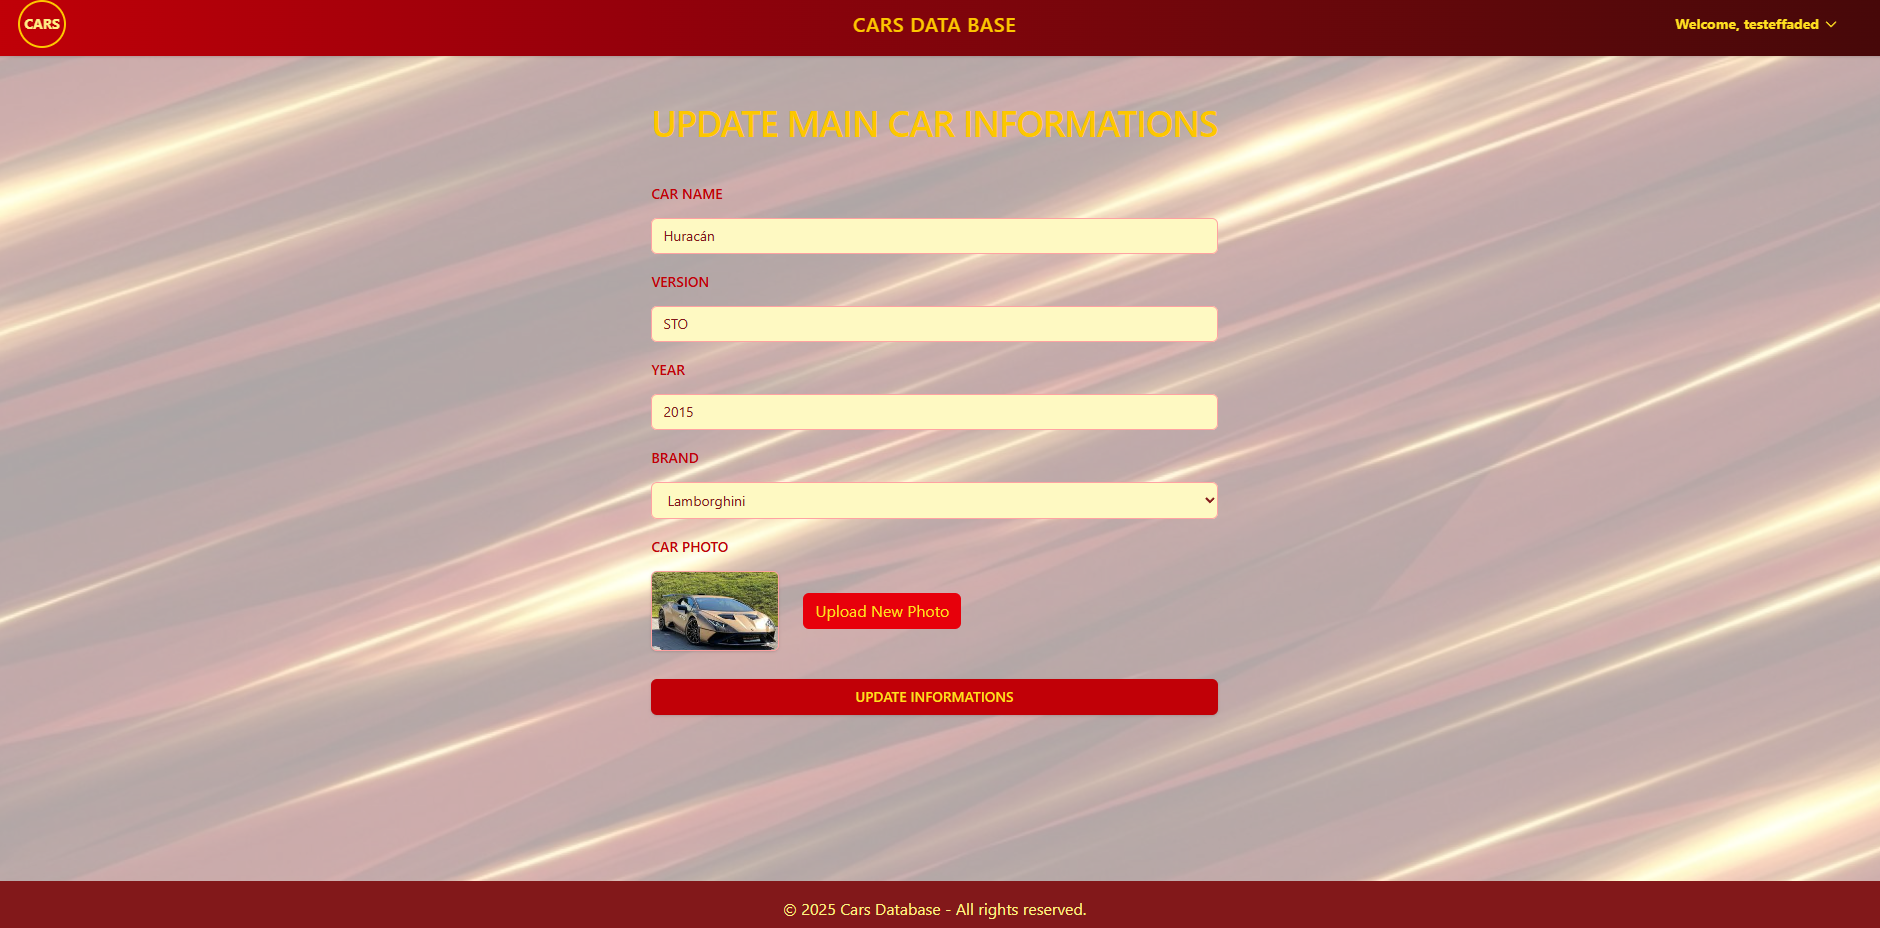 CARS
CARS DATA BASE
Welcome, testeffaded
UPDATE MAIN CAR INFORMATIONS
CAR NAME
Huracán
VERSION
STO
YEAR
2015
BRAND
Lamborghini
CAR PHOTO
Upload New Photo
UPDATE INFORMATIONS
© 2025 Cars Database - All rights reserved.